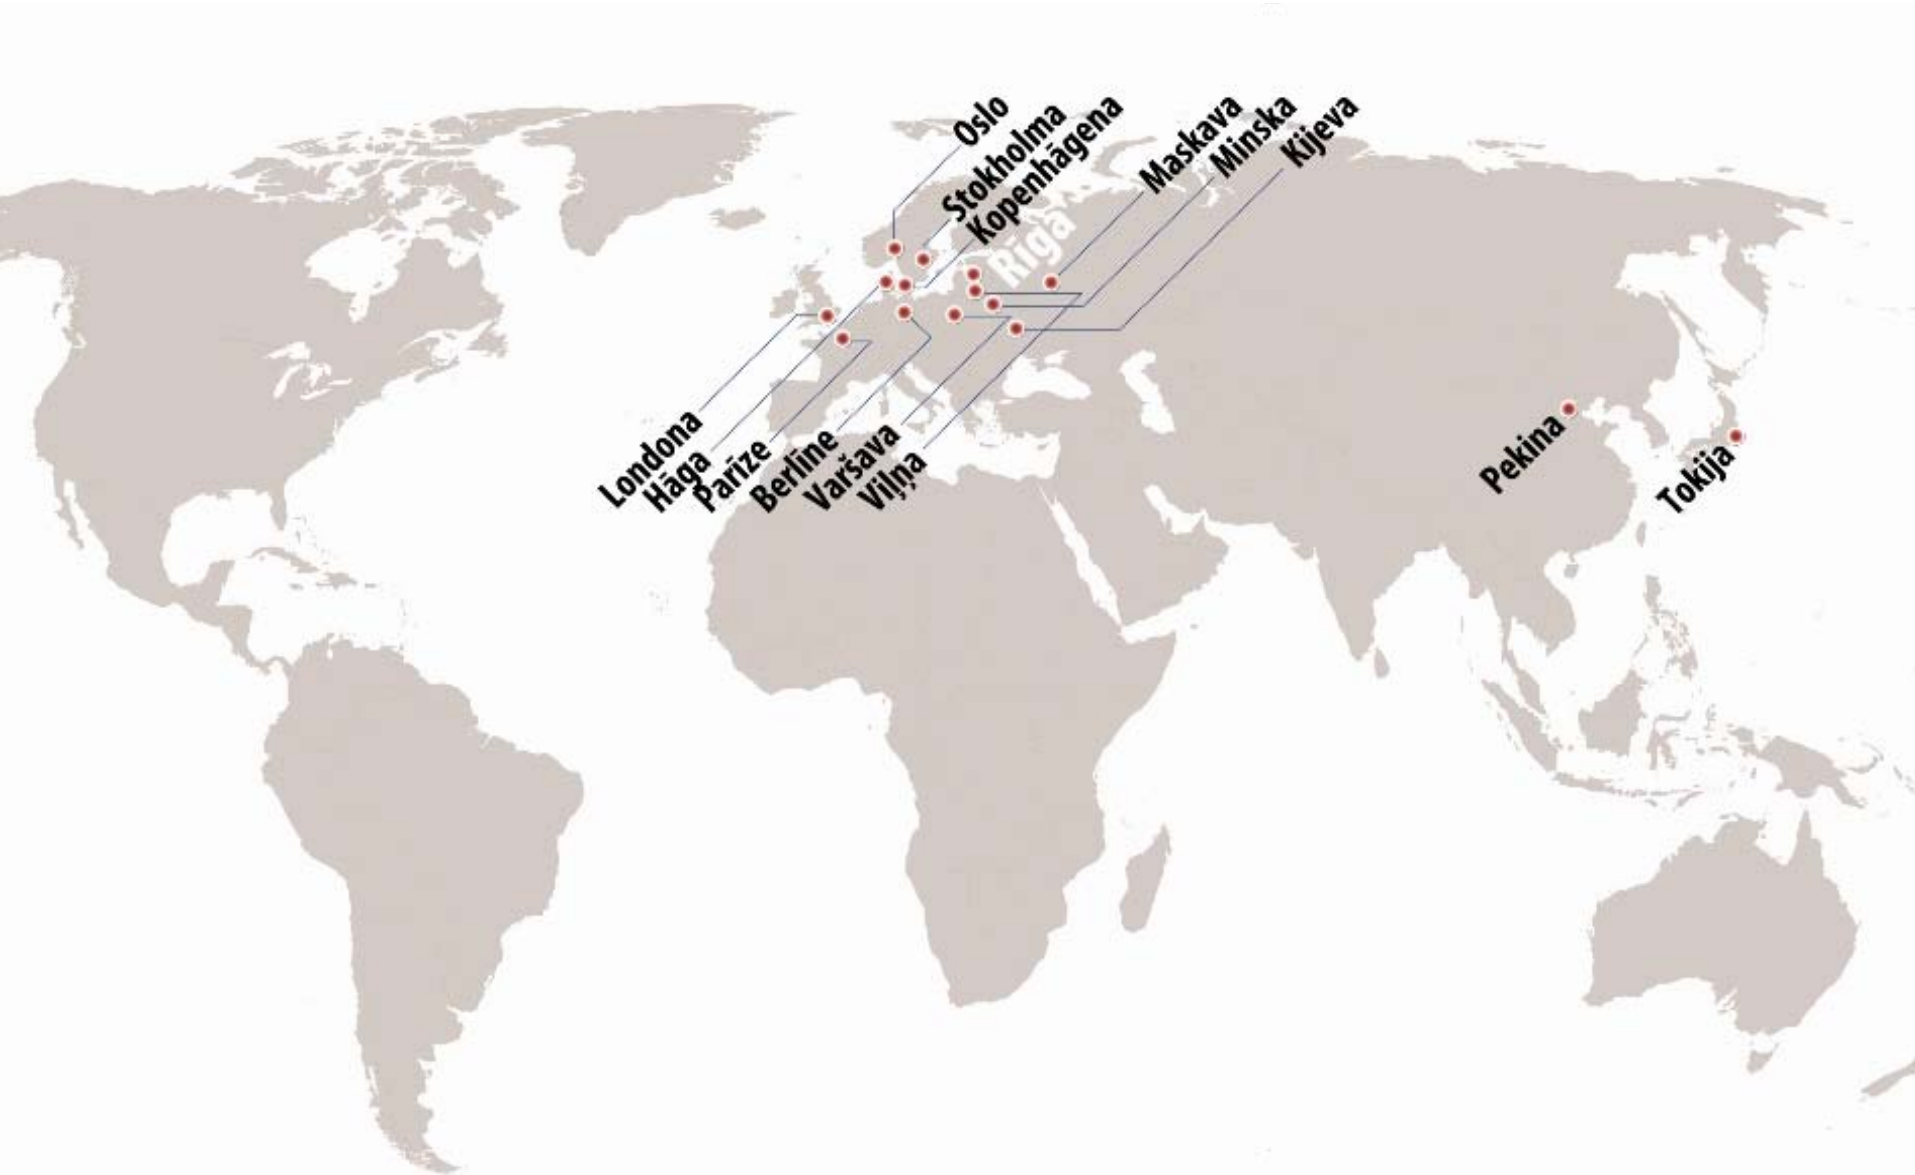 Oslo
Stokholma
Kopenhāgena
Rīga
Maskava
Minska
Kijeva
Londona
Hāga
Parīze
Berlīne
Varšava
Viļņa
Pekina
Tokija